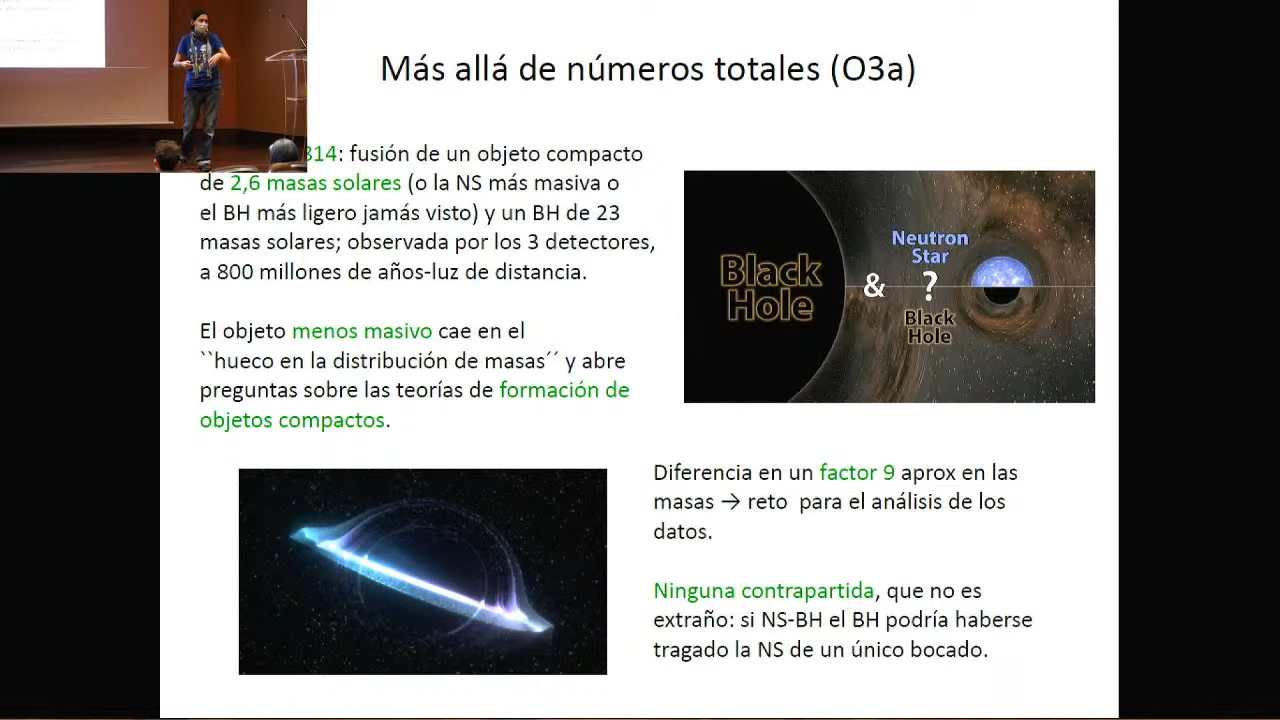 Más allá de números totales (O3a)
814: fusión de un objeto compacto
de 2,6 masas solares (o la NS más masiva o
el BH más ligero jamás visto) y un BH de 23
masas solares; observada por los 3 detectores,
a 800 millones de años-luz de distancia.
El objeto menos masivo cae en el
``hueco en la distribución de masas´´ y abre
preguntas sobre las teorías de formación de
objetos compactos.
Black
Hole
&
Neutron
Star
?
Black
Hole
Diferencia en un factor 9 aprox en las
masas → reto para el análisis de los
datos.
Ninguna contrapartida, que no es
extraño: si NS-BH el BH podría haberse
tragado la NS de un único bocado.